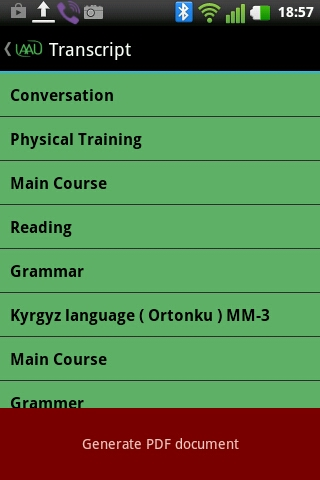 18:57
IAAU Transcript
Conversation
Physical Training
Main Course
Reading
Grammar
Kyrgyz language ( Ortonku ) MM-3
Main Course
Grammer
Generate PDF document